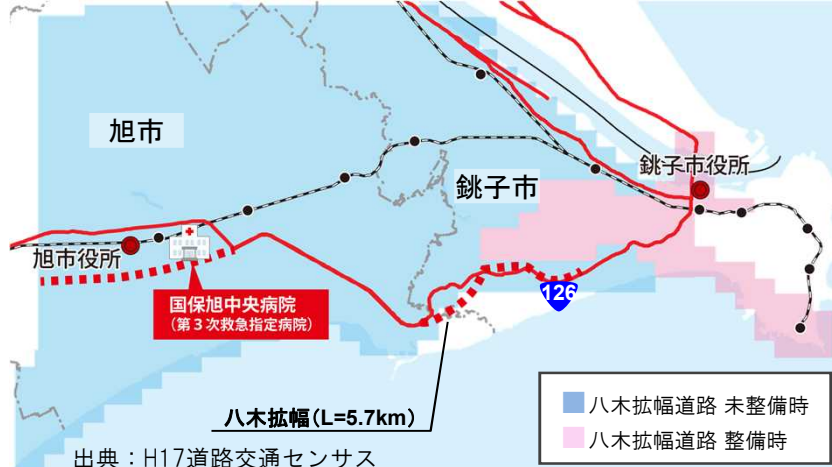 旭市
銚子市
銚子市役所
旭市役所
国保旭中央病院
(第3次救急指定病院)
126
八木拡幅(L=5.7km)
八木拡幅道路 未整備時
八木拡幅道路 整備時
出典：H17道路交通センサス